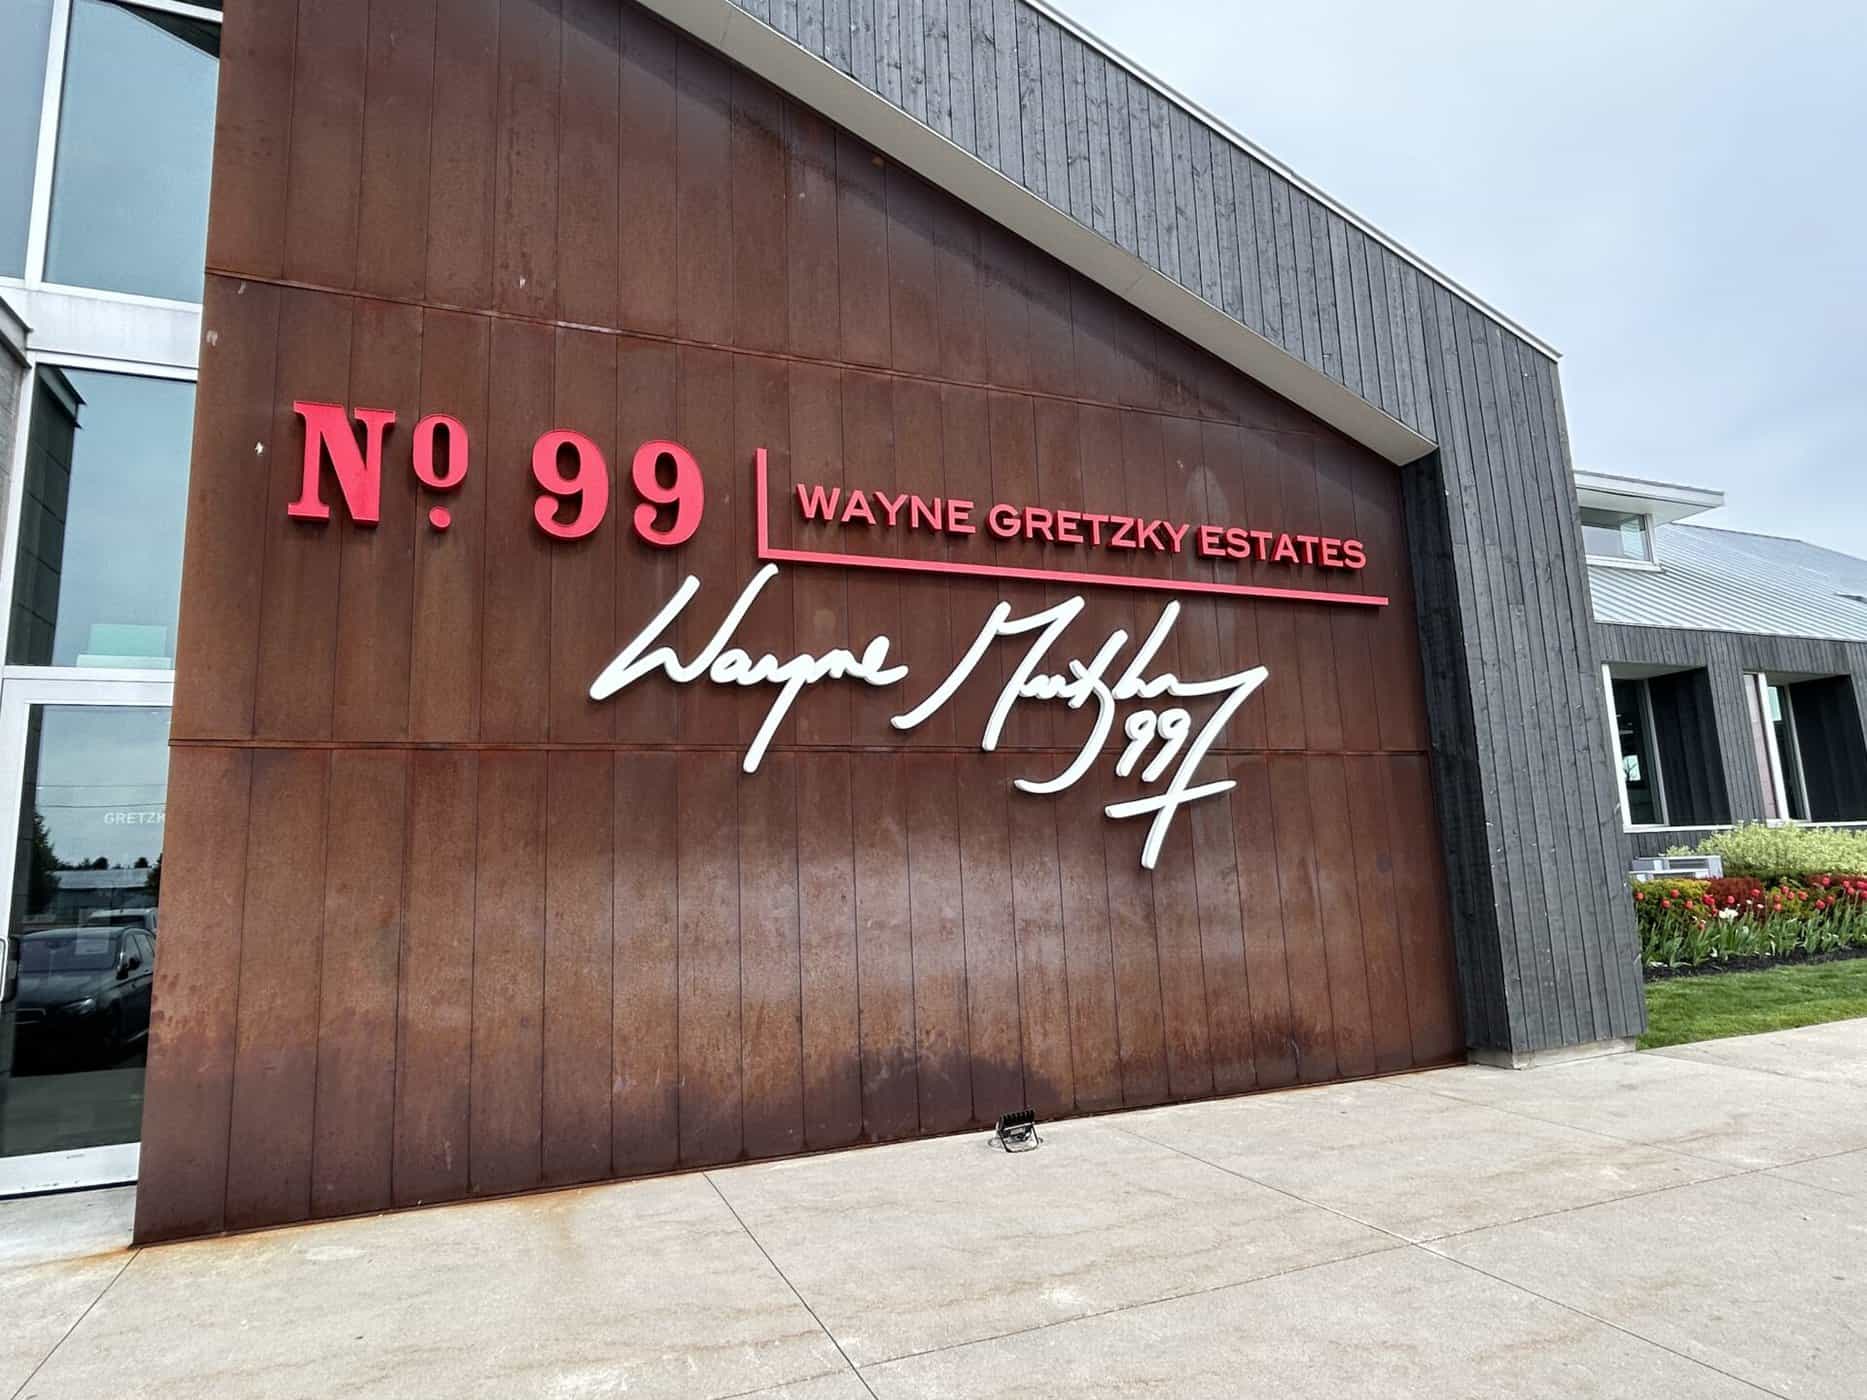 No 99
WAYNE GRETZKY ESTATES
Wayne Gretzky
99
GRETZK